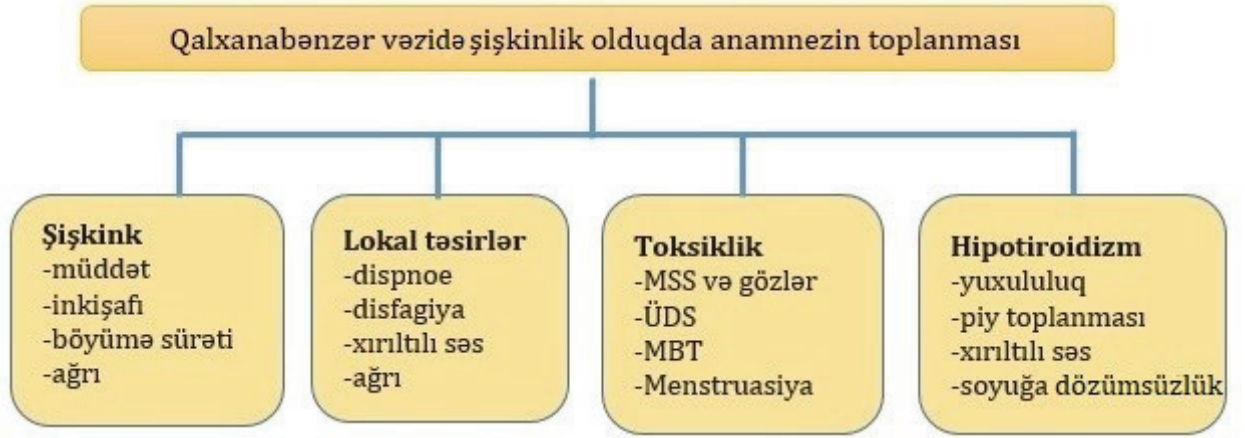 Qalxanabənzər vəzidə şişkinlik olduqda anamnezin toplanması
Şişkink
-müddət
-inkişafı
-böyümə sürəti
-ağrı
Lokal təsirlər
-dispnoe
-disfagiya
-xırıltılı səs
-ağrı
Toksiklik
-MSS və gözlər
-ÜDS
-MBT
-Menstruasiya
Hipotiroidizm
-yuxululuq
-piy toplanması
-xırıltılı səs
-soyuğa dözümsüzlük